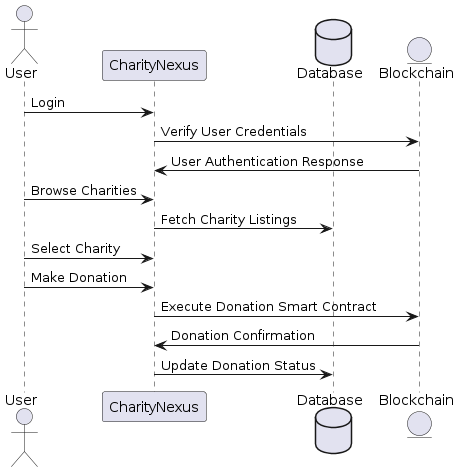 User
CharityNexus
Database
Blockchain
Login
Verify User Credentials
User Authentication Response
Browse Charities
Fetch Charity Listings
Select Charity
Make Donation
Execute Donation Smart Contract
Donation Confirmation
Update Donation Status
User
CharityNexus
Database
Blockchain